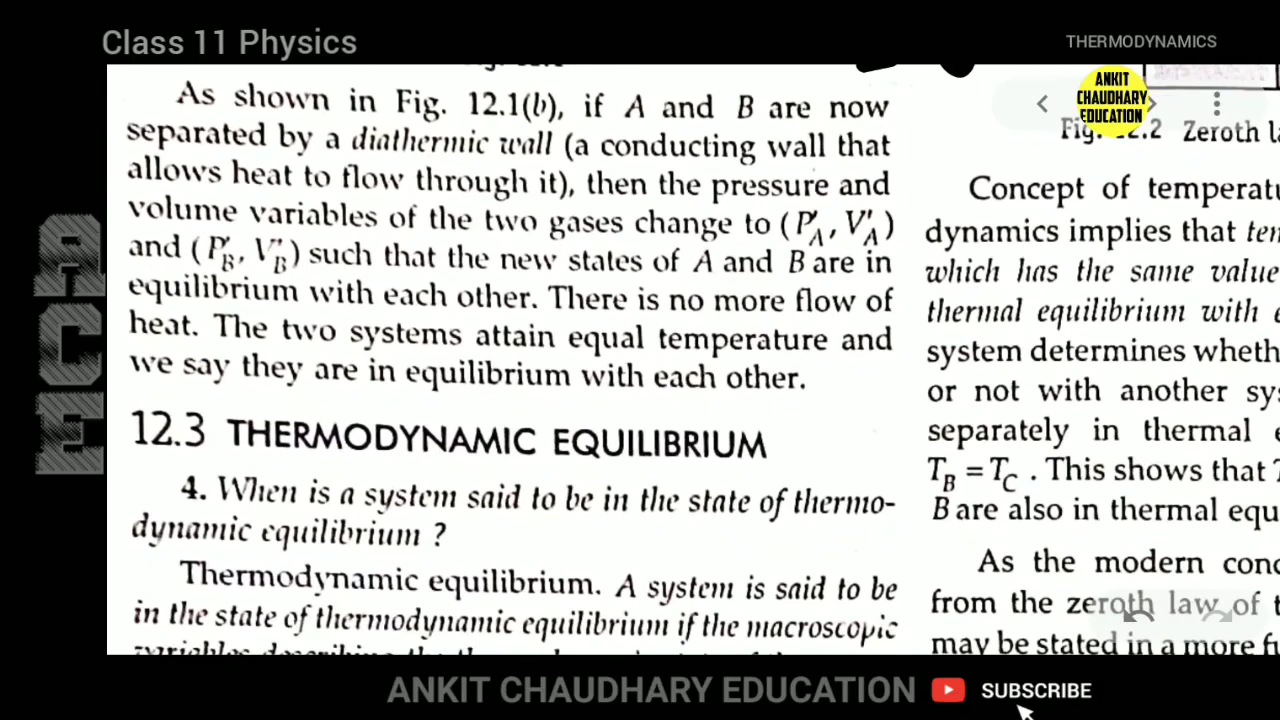 Class 11 Physics
THERMODYNAMICS
As shown in Fig. 12.1(b), if A and B are now
separated by a diathermic wall (a conducting wall that
allows heat to flow through it), then the pressure and
volume variables of the two gases change to (P′A, V′A)
and (P′B, V′B) such that the new states of A and B are in
equilibrium with each other. There is no more flow of
heat. The two systems attain equal temperature and
we say they are in equilibrium with each other.
12.3 THERMODYNAMIC EQUILIBRIUM
4. When is a system said to be in the state of thermo-
dynamic equilibrium ?
Thermodynamic equilibrium. A system is said to be
in the state of thermodynamic equilibrium if the macroscopic
variables describing the
ANKIT
CHAUDHARY
EDUCATION
Zeroth
Concept of
dynamics implies that
which has the same value
thermal equilibrium with
system determines
or not with another
separately in thermal
TB = TC . This shows that
B are also in thermal
As the modern
from the zeroth law of
may be stated in a more
ACE
ANKIT CHAUDHARY EDUCATION
SUBSCRIBE